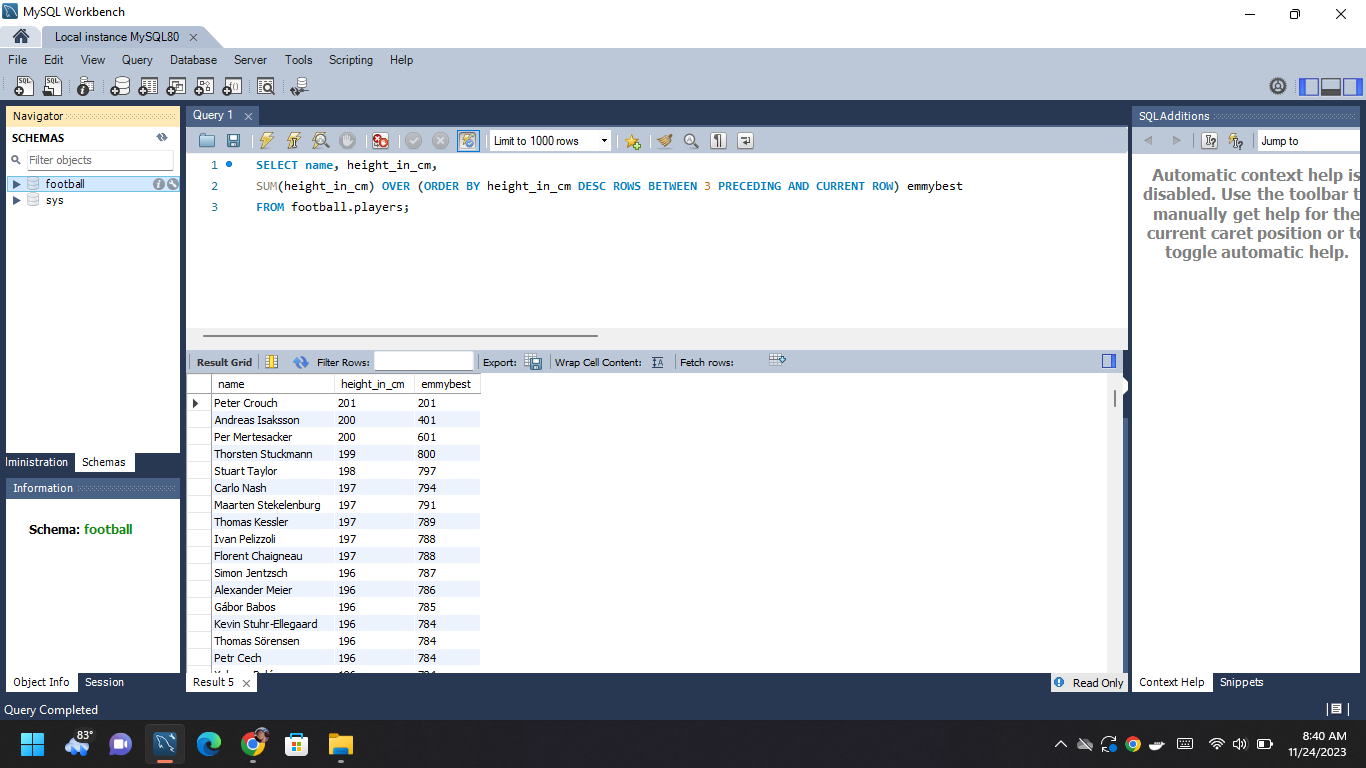 MySQL Workbench
Local instance MySQL80
File Edit View Query Database Server Tools Scripting Help
Navigator
SCHEMAS
Filter objects
football
sys
lministration Schemas
Information
Schema: football
Object Info Session
Query 1
Limit to 1000 rows
1 SELECT name, height_in_cm,
2 SUM(height_in_cm) OVER (ORDER BY height_in_cm DESC ROWS BETWEEN 3 PRECEDING AND CURRENT ROW) emmybest
3 FROM football.players;
Result Grid Filter Rows: Export: Wrap Cell Content: Fetch rows:
name height_in_cm emmybest
Peter Crouch 201 201
Andreas Isaksson 200 401
Per Mertesacker 200 601
Thorsten Stuckmann 199 800
Stuart Taylor 198 797
Carlo Nash 197 794
Maarten Stekelenburg 197 791
Thomas Kessler 197 789
Ivan Pelizzoli 197 788
Florent Chaigneau 197 788
Simon Jentzsch 196 787
Alexander Meier 196 786
Gábor Babos 196 785
Kevin Stuhr-Ellegaard 196 784
Thomas Sörensen 196 784
Petr Cech 196 784
Result 5
Read Only
SQLAdditions
Jump to
Automatic context help is
disabled. Use the toolbar t
manually get help for the
current caret position or to
toggle automatic help.
Context Help Snippets
Query Completed
83°
8:40 AM
11/24/2023